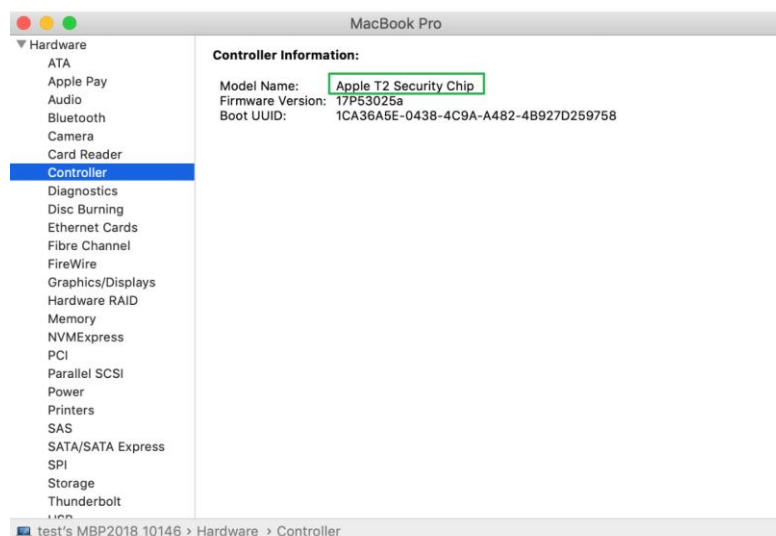 MacBook Pro
Hardware
ATA
Apple Pay
Audio
Bluetooth
Camera
Card Reader
Controller
Diagnostics
Disc Burning
Ethernet Cards
Fibre Channel
FireWire
Graphics/Displays
Hardware RAID
Memory
NVMExpress
PCI
Parallel SCSI
Power
Printers
SAS
SATA/SATA Express
SPI
Storage
Thunderbolt
Controller Information:
Model Name: Apple T2 Security Chip
Firmware Version: 17P53025a
Boot UUID: 1CA36A5E-0438-4C9A-A482-4B927D259758
test's MBP2018 10146 › Hardware › Controller